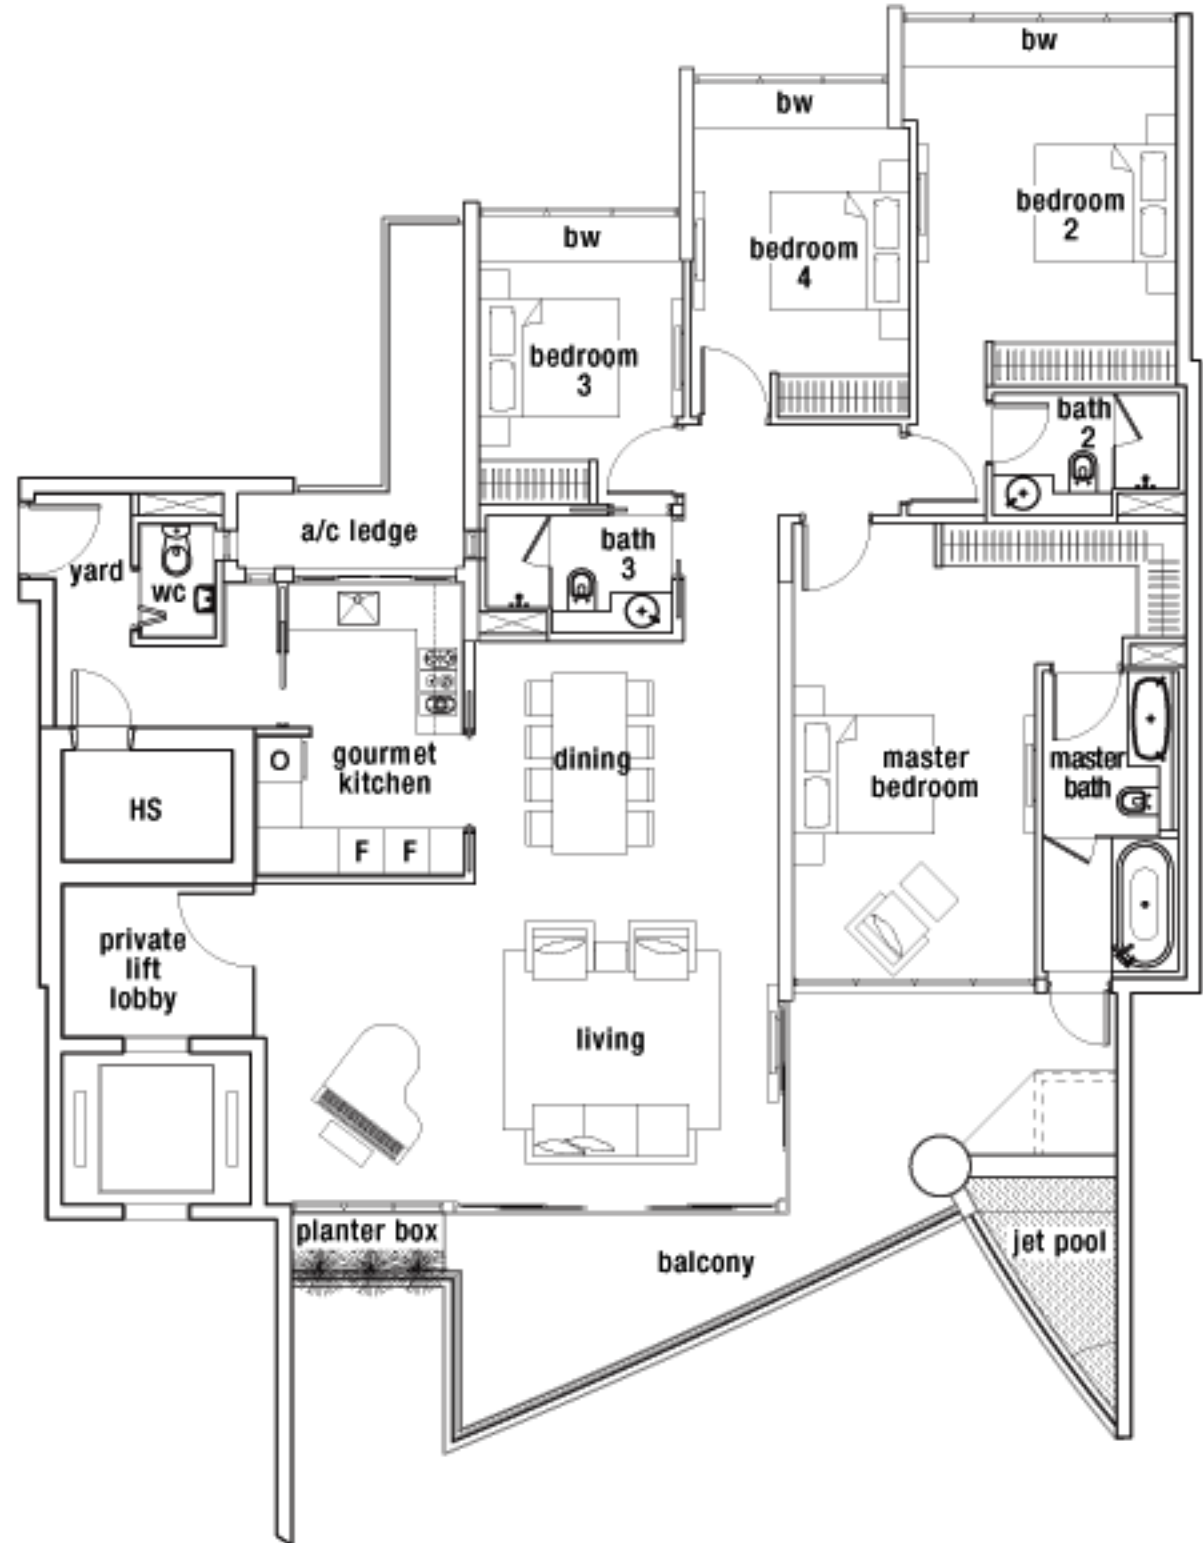 bw
bw
bedroom
2
bw
bedroom
4
bedroom
3
bath
2
a/c ledge
bath
3
yard
wc
gourmet
kitchen
dining
master
bedroom
master
bath
O
HS
F
F
private
lift
lobby
living
planter box
balcony
jet pool